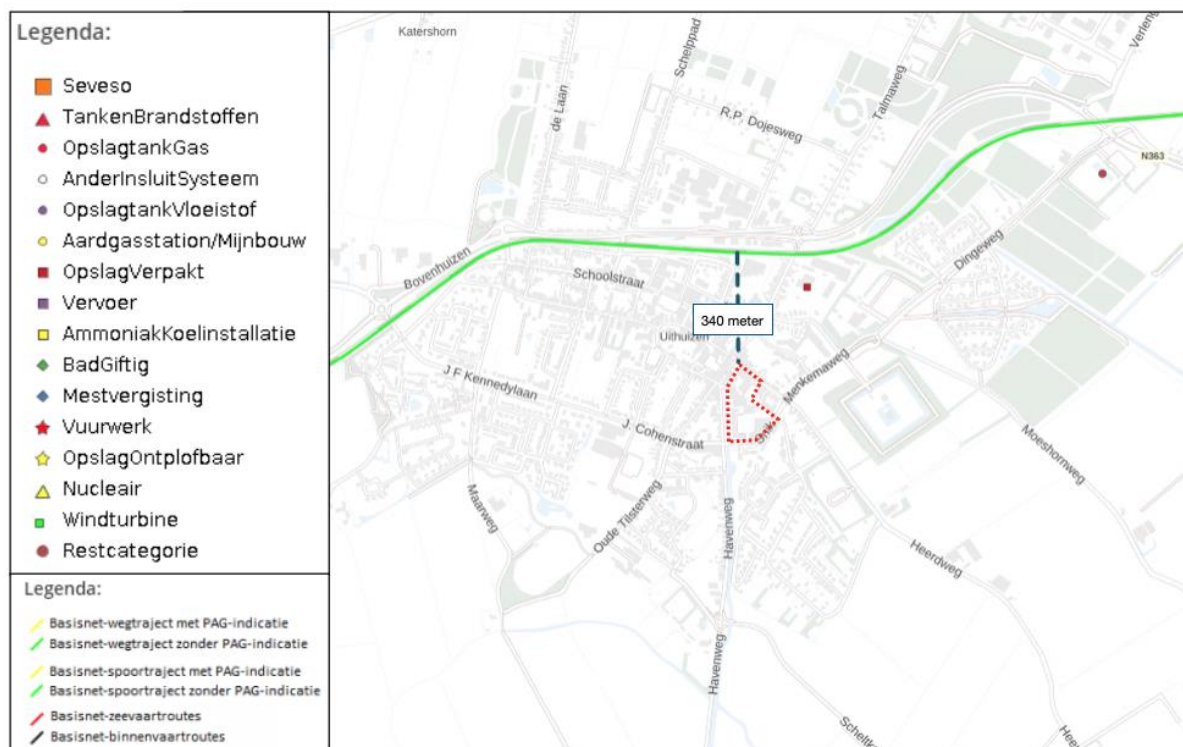 Legenda:
Seveso
TankenBrandstoffen
OpslagtankGas
AnderInsluitSysteem
OpslagtankVloeistof
Aardgasstation/Mijnbouw
OpslagVerpakt
Vervoer
AmmoniakKoelinstallatie
BadGiftig
Mestvergisting
Vuurwerk
OpslagOntplofbaar
Nucleair
Windturbine
Restcategorie
Legenda:
Basisnet-wegtraject met PAG-indicatie
Basisnet-wegtraject zonder PAG-indicatie
Basisnet-spoortraject met PAG-indicatie
Basisnet-spoortraject zonder PAG-indicatie
Basisnet-zeevaartroutes
Basisnet-binnenvaartroutes
Katershorn
de Laan
Schelppad
R.P. Dojesweg
Talmaweg
N363
Bovenhuizen
Schoolstraat
Dingeweg
340 meter
Uithuizen
J F Kennedylaan
Menkemaweg
J. Cohenstraat
Moeshornweg
Maarweg
Oude Tilsterweg
Havenweg
Heerdweg
Havenweg